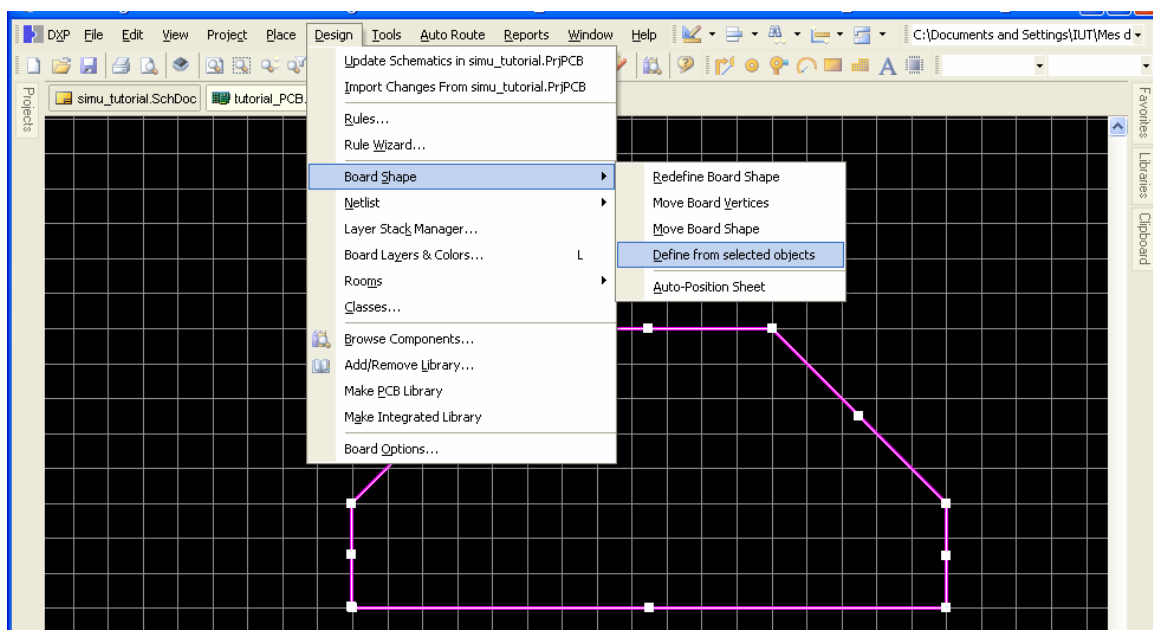 DXP File Edit View Project Place Design Tools Auto Route Reports Window Help C:\Documents and Settings\IUT\Mes d
simu_tutorial.SchDoc tutorial_PCB.
Projects
Favorites
Libraries
Clipboard
Update Schematics in simu_tutorial.PrjPCB
Import Changes From simu_tutorial.PrjPCB
Rules...
Rule Wizard...
Board Shape
Netlist
Layer Stack Manager...
Board Layers & Colors... L
Rooms
Classes...
Browse Components...
Add/Remove Library...
Make PCB Library
Make Integrated Library
Board Options...
Redefine Board Shape
Move Board Vertices
Move Board Shape
Define from selected objects
Auto-Position Sheet